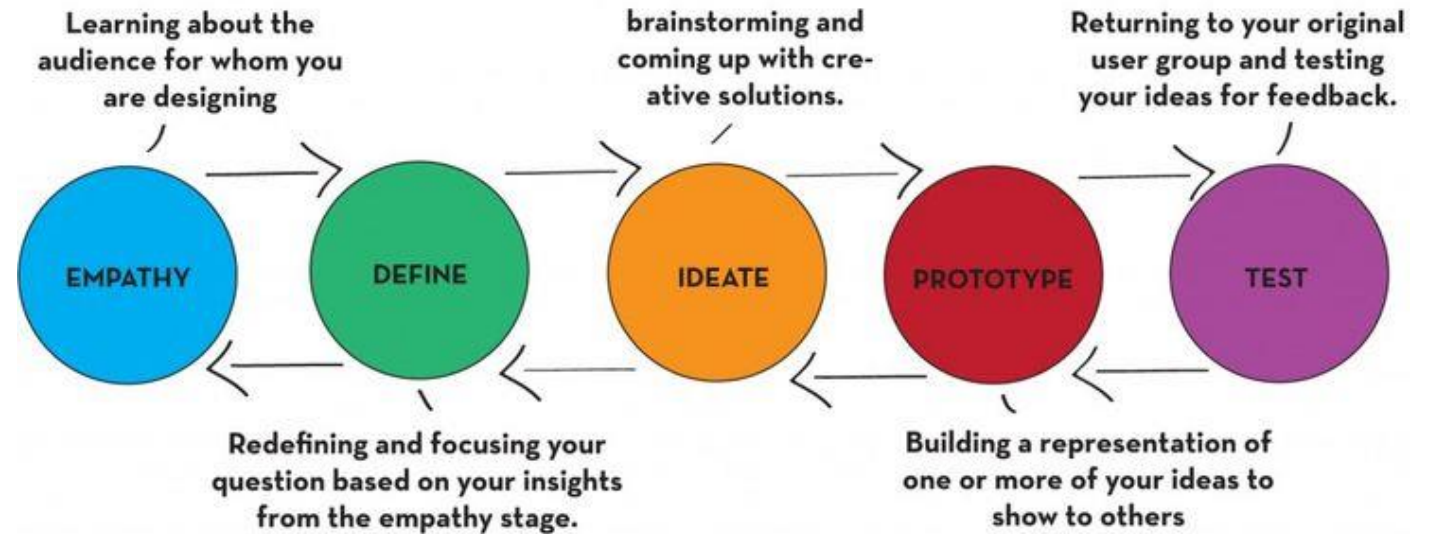 Learning about the
audience for whom you
are designing
brainstorming and
coming up with cre-
ative solutions.
Returning to your original
user group and testing
your ideas for feedback.
EMPATHY
DEFINE
IDEATE
PROTOTYPE
TEST
Redefining and focusing your
question based on your insights
from the empathy stage.
Building a representation of
one or more of your ideas to
show to others